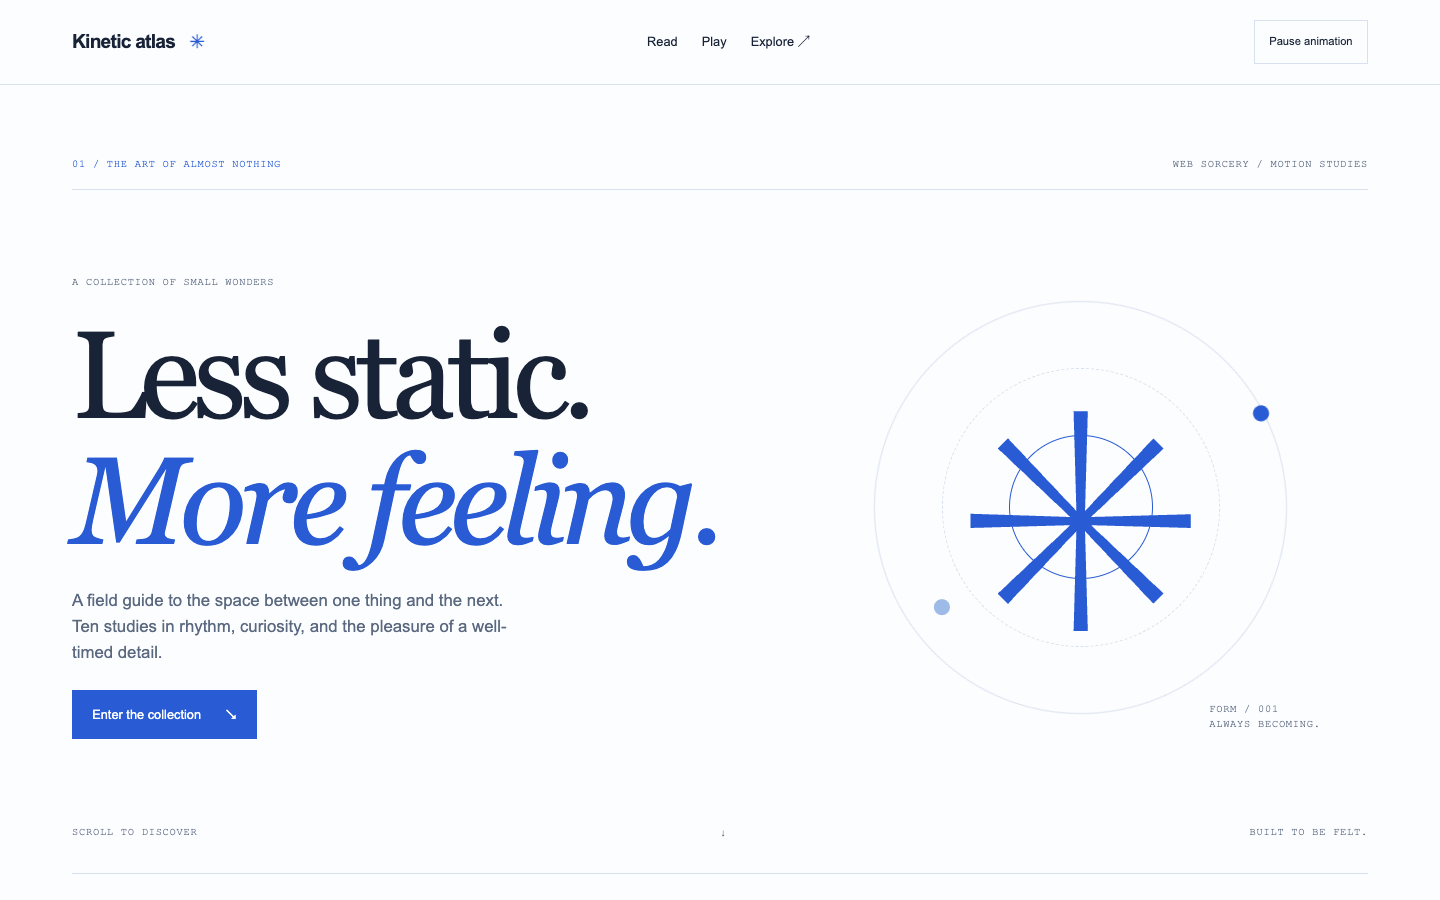 Kinetic atlas
Read
Play
Explore ↗
Pause animation
01 / THE ART OF ALMOST NOTHING
WEB SORCERY / MOTION STUDIES
A COLLECTION OF SMALL WONDERS
Less static.
More feeling.
A field guide to the space between one thing and the next.
Ten studies in rhythm, curiosity, and the pleasure of a well-
timed detail.
Enter the collection ↘
FORM / 001
ALWAYS BECOMING.
SCROLL TO DISCOVER
↓
BUILT TO BE FELT.